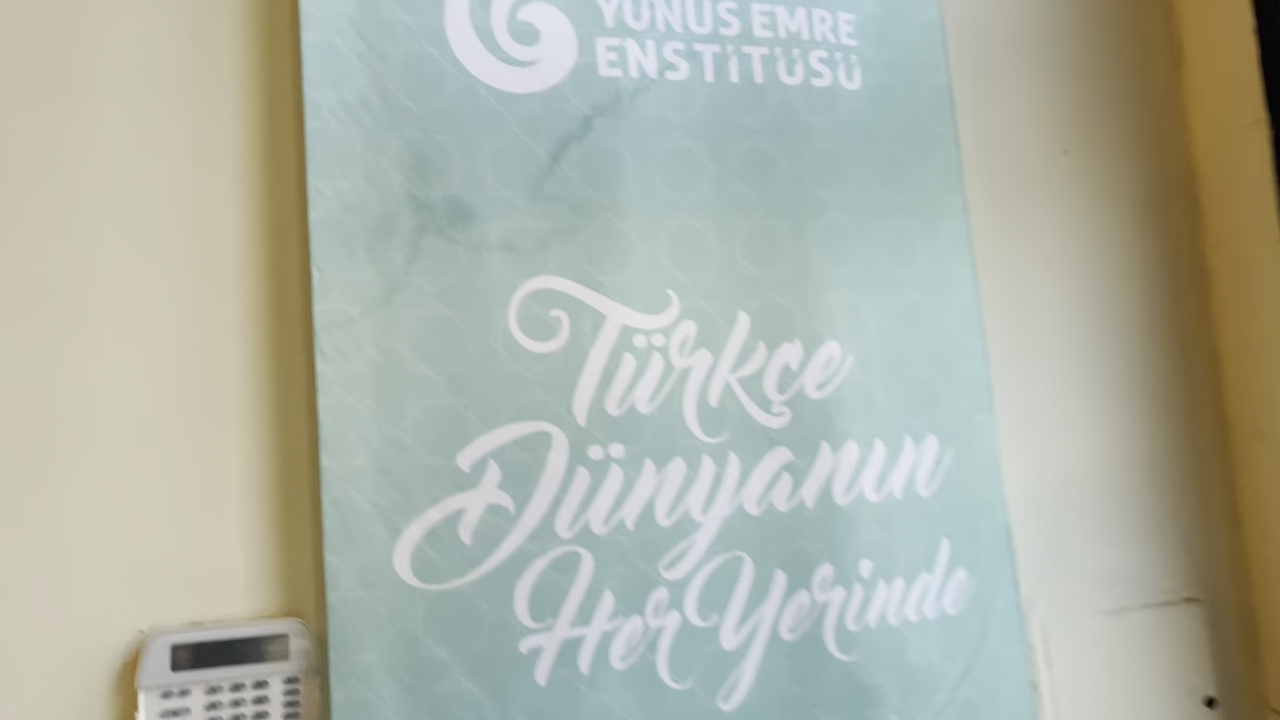 YUNUS EMRE
ENSTİTÜSÜ
Türkçe
Dünyanın
Her Yerinde